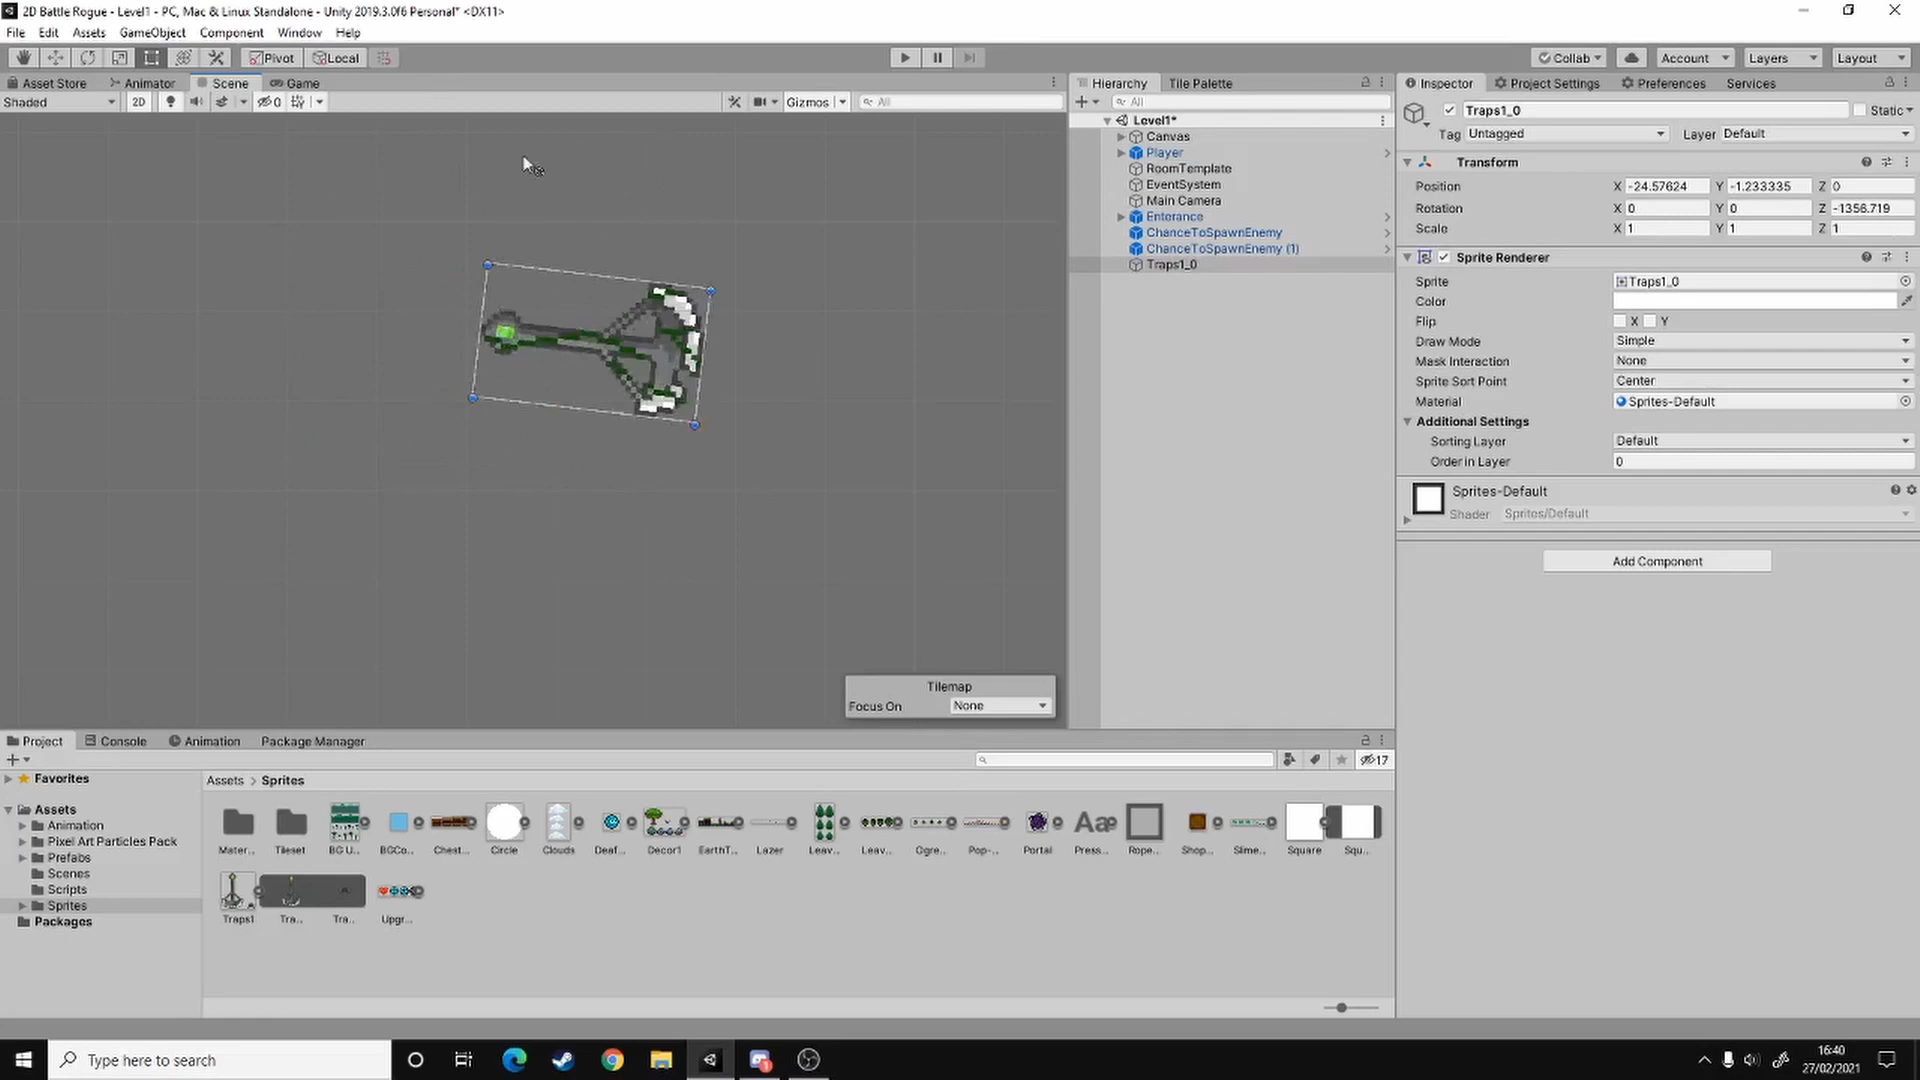 2D Battle Rogue - Level1 - PC, Mac & Linux Standalone - Unity 2019.3.0f6 Personal* <DX11>
File Edit Assets GameObject Component Window Help
Pivot Local Collab Account Layers Layout
Asset Store Animator Scene Game
Shaded 2D 0 Gizmos All
Hierarchy Tile Palette
All
Level1*
Canvas
Player
RoomTemplate
EventSystem
Main Camera
Enterance
ChanceToSpawnEnemy
ChanceToSpawnEnemy (1)
Traps1_0
Inspector Project Settings Preferences Services
Traps1_0 Static
Tag Untagged Layer Default
Transform
Position X -24.57624 Y -1.233335 Z 0
Rotation X 0 Y 0 Z -1356.719
Scale X 1 Y 1 Z 1
Sprite Renderer
Sprite Traps1_0
Color
Flip X Y
Draw Mode Simple
Mask Interaction None
Sprite Sort Point Center
Material Sprites-Default
Additional Settings
Sorting Layer Default
Order in Layer 0
Sprites-Default
Shader Sprites/Default
Add Component
Tilemap
Focus On None
Project Console Animation Package Manager
17
Favorites
Assets
Animation
Pixel Art Particles Pack
Prefabs
Scenes
Scripts
Sprites
Packages
Assets > Sprites
Aa
Mater... Tileset BG U... BGCo... Chest... Circle Clouds Deaf... Decor1 EarthT... Lazer Leav... Leav... Ogre... Pop-... Portal Press... Rope... Shop... Slime... Square Squ...
Traps1 Tra... Tra... Upgr...
Type here to search
16:40
27/02/2021